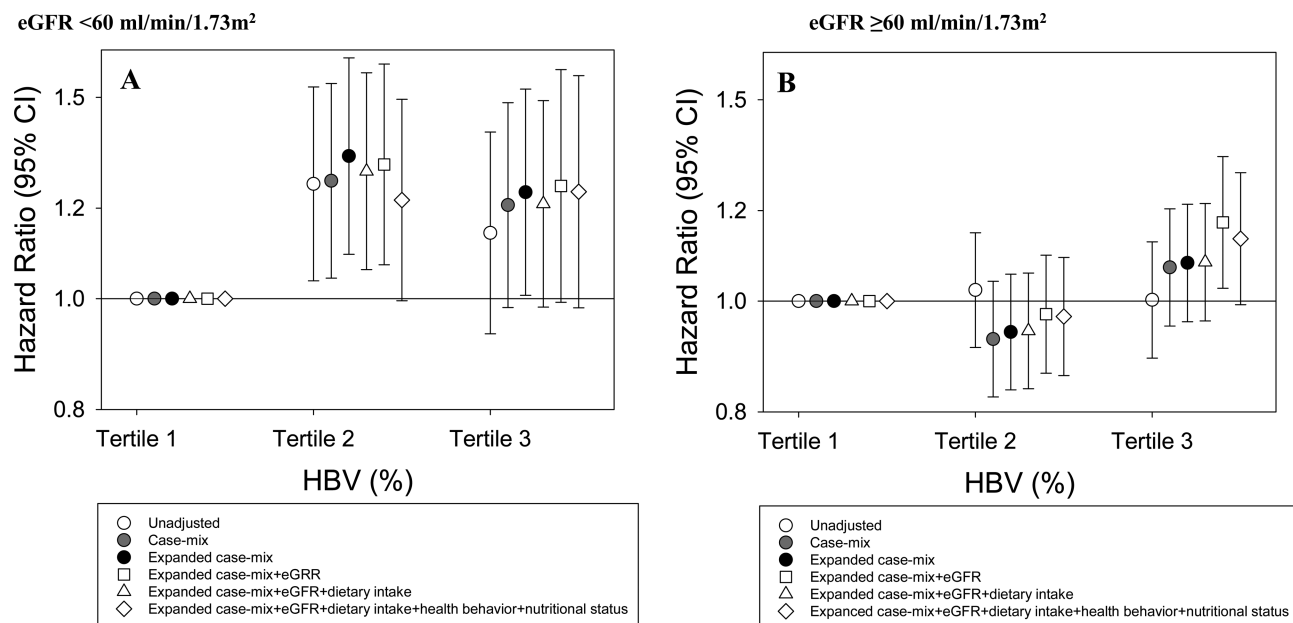 eGFR <60 ml/min/1.73m²
eGFR ≥60 ml/min/1.73m²
A
Hazard Ratio (95% CI)
1.5
1.2
1.0
0.8
Tertile 1
Tertile 2
Tertile 3
HBV (%)
Unadjusted
Case-mix
Expanded case-mix
Expanded case-mix+eGRR
Expanded case-mix+eGFR+dietary intake
Expanded case-mix+eGFR+dietary intake+health behavior+nutritional status
B
Hazard Ratio (95% CI)
1.5
1.2
1.0
0.8
Tertile 1
Tertile 2
Tertile 3
HBV (%)
Unadjusted
Case-mix
Expanded case-mix
Expanded case-mix+eGFR
Expanded case-mix+eGFR+dietary intake
Expanced case-mix+eGFR+dietary intake+health behavior+nutritional status